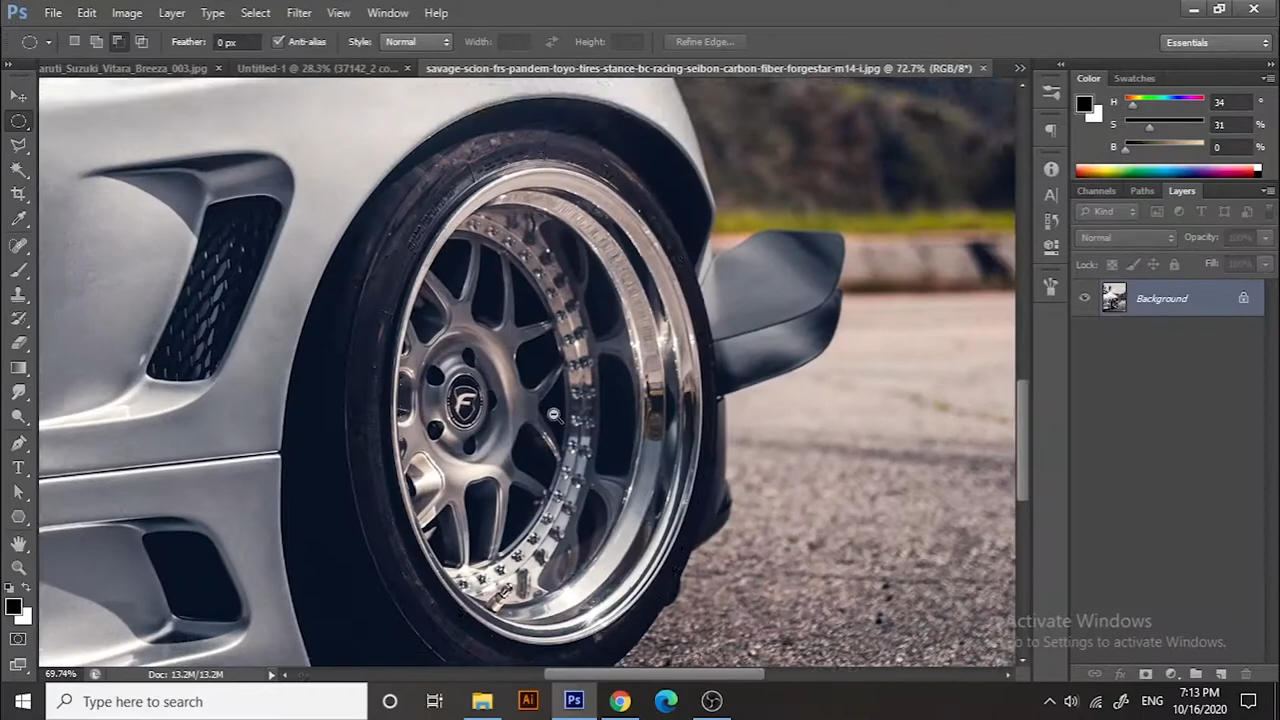 Ps File Edit Image Layer Type Select Filter View Window Help
Feather: 0 px Anti-alias Style: Normal Width: Height: Refine Edge... Essentials
aruti_Suzuki_Vitara_Breeza_003.jpg × Untitled-1 @ 28.3% (37142_2 co... × savage-scion-frs-pandem-toyo-tires-stance-bc-racing-seibon-carbon-fiber-forgestar-m14-i.jpg @ 72.7% (RGB/8*) ×
Color Swatches
H 34 °
S 31 %
B 0 %
Channels Paths Layers
Kind
Normal Opacity: 100%
Lock: Fill: 100%
Background
F
T
Activate Windows
Go to Settings to activate Windows.
69.74% Doc: 13.2M/13.2M
Type here to search
Ai Ps
ENG
7:13 PM
10/16/2020